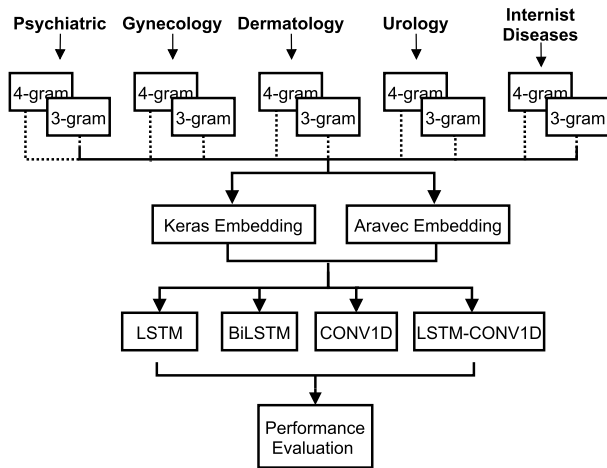 Psychiatric
Gynecology
Dermatology
Urology
Internist
Diseases
4-gram
3-gram
4-gram
3-gram
4-gram
3-gram
4-gram
3-gram
4-gram
3-gram
Keras Embedding
Aravec Embedding
LSTM
BiLSTM
CONV1D
LSTM-CONV1D
Performance
Evaluation